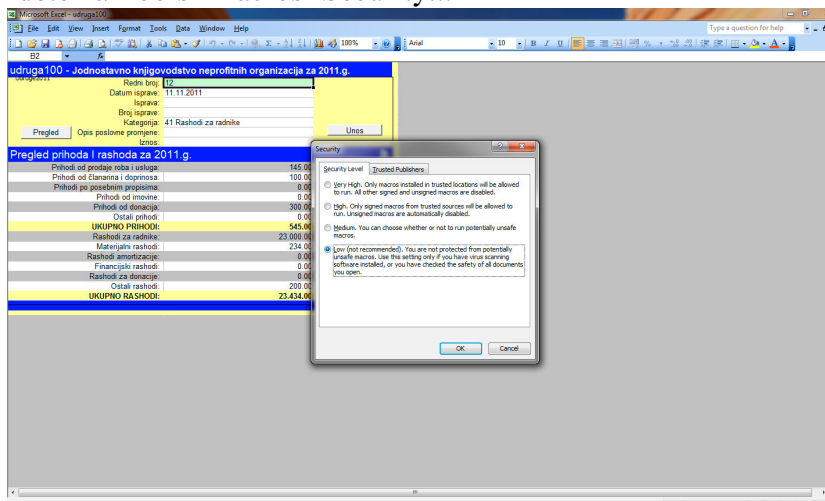 Microsoft Excel - udruga100
File Edit View Insert Format Tools Data Window Help
Type a question for help
100%
Arial
10
B I U
B2
fx
udruga100 - Jednostavno knjigovodstvo neprofitnih organizacija za 2011.g.
Redni broj: 12
Datum isprave: 11.11.2011
Isprava:
Broj isprave:
Kategorija: 41 Rashodi za radnike
Pregled Opis poslovne promjene: Unos
Iznos:
Pregled prihoda I rashoda za 2011.g.
Prihodi od prodaje roba i usluga: 145.00
Prihodi od članarina i doprinosa: 100.00
Prihodi po posebnim propisima: 0.00
Prihodi od imovine: 0.00
Prihodi od donacija: 300.00
Ostali prihodi: 0.00
UKUPNO PRIHODI: 545.00
Rashodi za radnike: 23.000.00
Materijalni rashodi: 234.00
Rashodi amortizacije: 0.00
Financijski rashodi: 0.00
Rashodi za donacije: 0.00
Ostali rashodi: 200.00
UKUPNO RASHODI: 23.434.00
Security
Security Level Trusted Publishers
Very High. Only macros installed in trusted locations will be allowed
to run. All other signed and unsigned macros are disabled.
High. Only signed macros from trusted sources will be allowed to
run. Unsigned macros are automatically disabled.
Medium. You can choose whether or not to run potentially unsafe
macros.
Low (not recommended). You are not protected from potentially
unsafe macros. Use this setting only if you have virus scanning
software installed, or you have checked the safety of all documents
you open.
OK Cancel